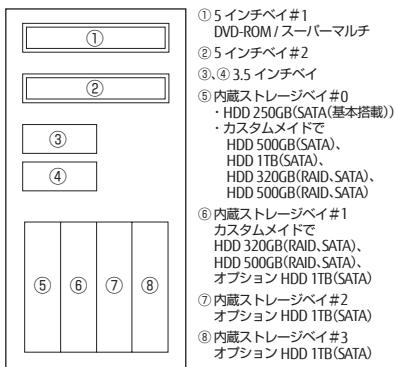 ①
②
③
④
⑤ ⑥ ⑦ ⑧
①5インチベイ#1
DVD-ROM/スーパーマルチ
②5インチベイ#2
③、④3.5インチベイ
⑤内蔵ストレージベイ#0
・HDD 250GB(SATA(基本搭載))
・カスタムメイドで
HDD 500GB(SATA)、
HDD 1TB(SATA)、
HDD 320GB(RAID、SATA)、
HDD 500GB(RAID、SATA)
⑥内蔵ストレージベイ#1
カスタムメイドで
HDD 320GB(RAID、SATA)、
HDD 500GB(RAID、SATA)、
オプション HDD 1TB(SATA)
⑦内蔵ストレージベイ#2
オプション HDD 1TB(SATA)
⑧内蔵ストレージベイ#3
オプション HDD 1TB(SATA)